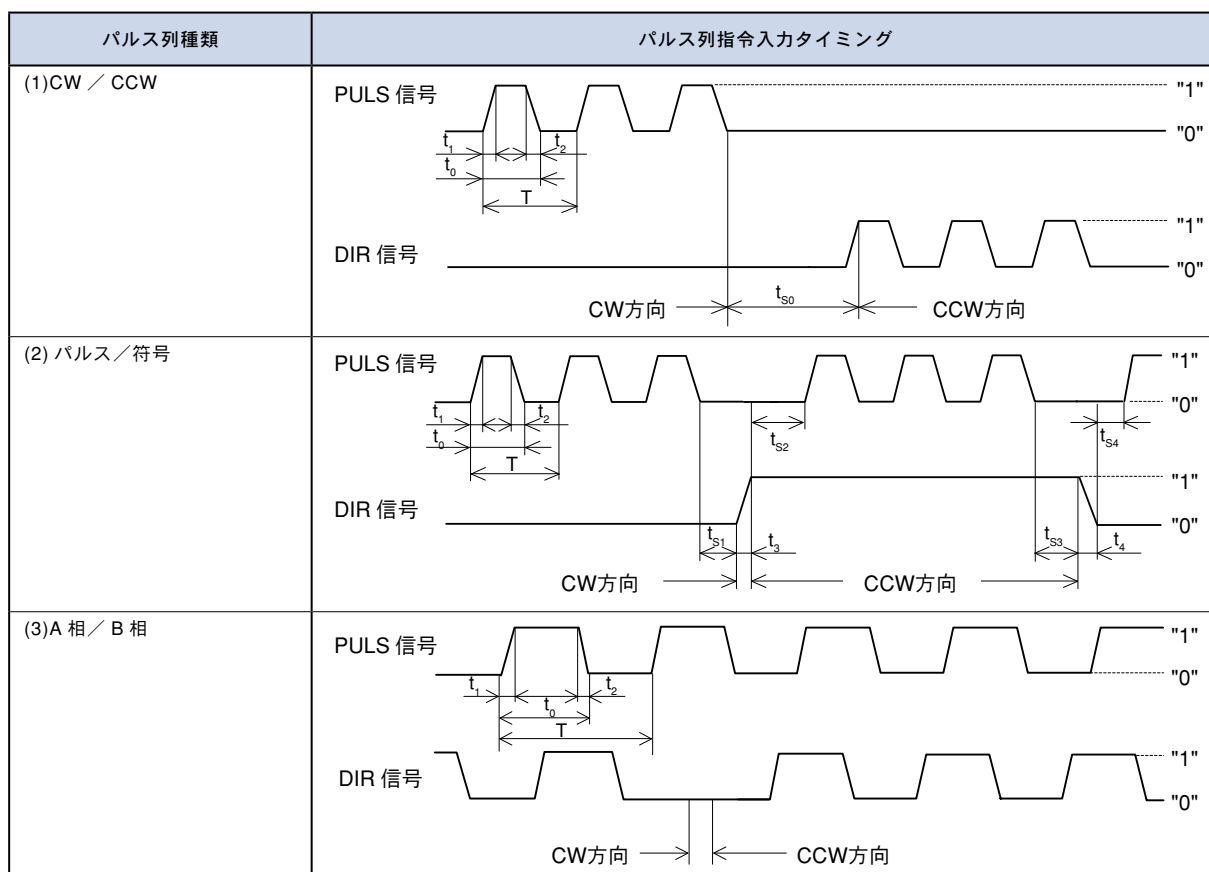 パルス列種類 パルス列指令入力タイミング
(1)CW ／ CCW
PULS 信号 "1"
"0"
t1 t2
t0
T
DIR 信号 "1"
"0"
CW方向 tS0 CCW方向
(2) パルス／符号
PULS 信号 "1"
"0"
t1 t2 tS2 tS4
t0
T
DIR 信号 "1"
"0"
tS1 t3 tS3 t4
CW方向 CCW方向
(3)A 相／ B 相
PULS 信号 "1"
"0"
t1 t2
t0
T
DIR 信号 "1"
"0"
CW方向 CCW方向